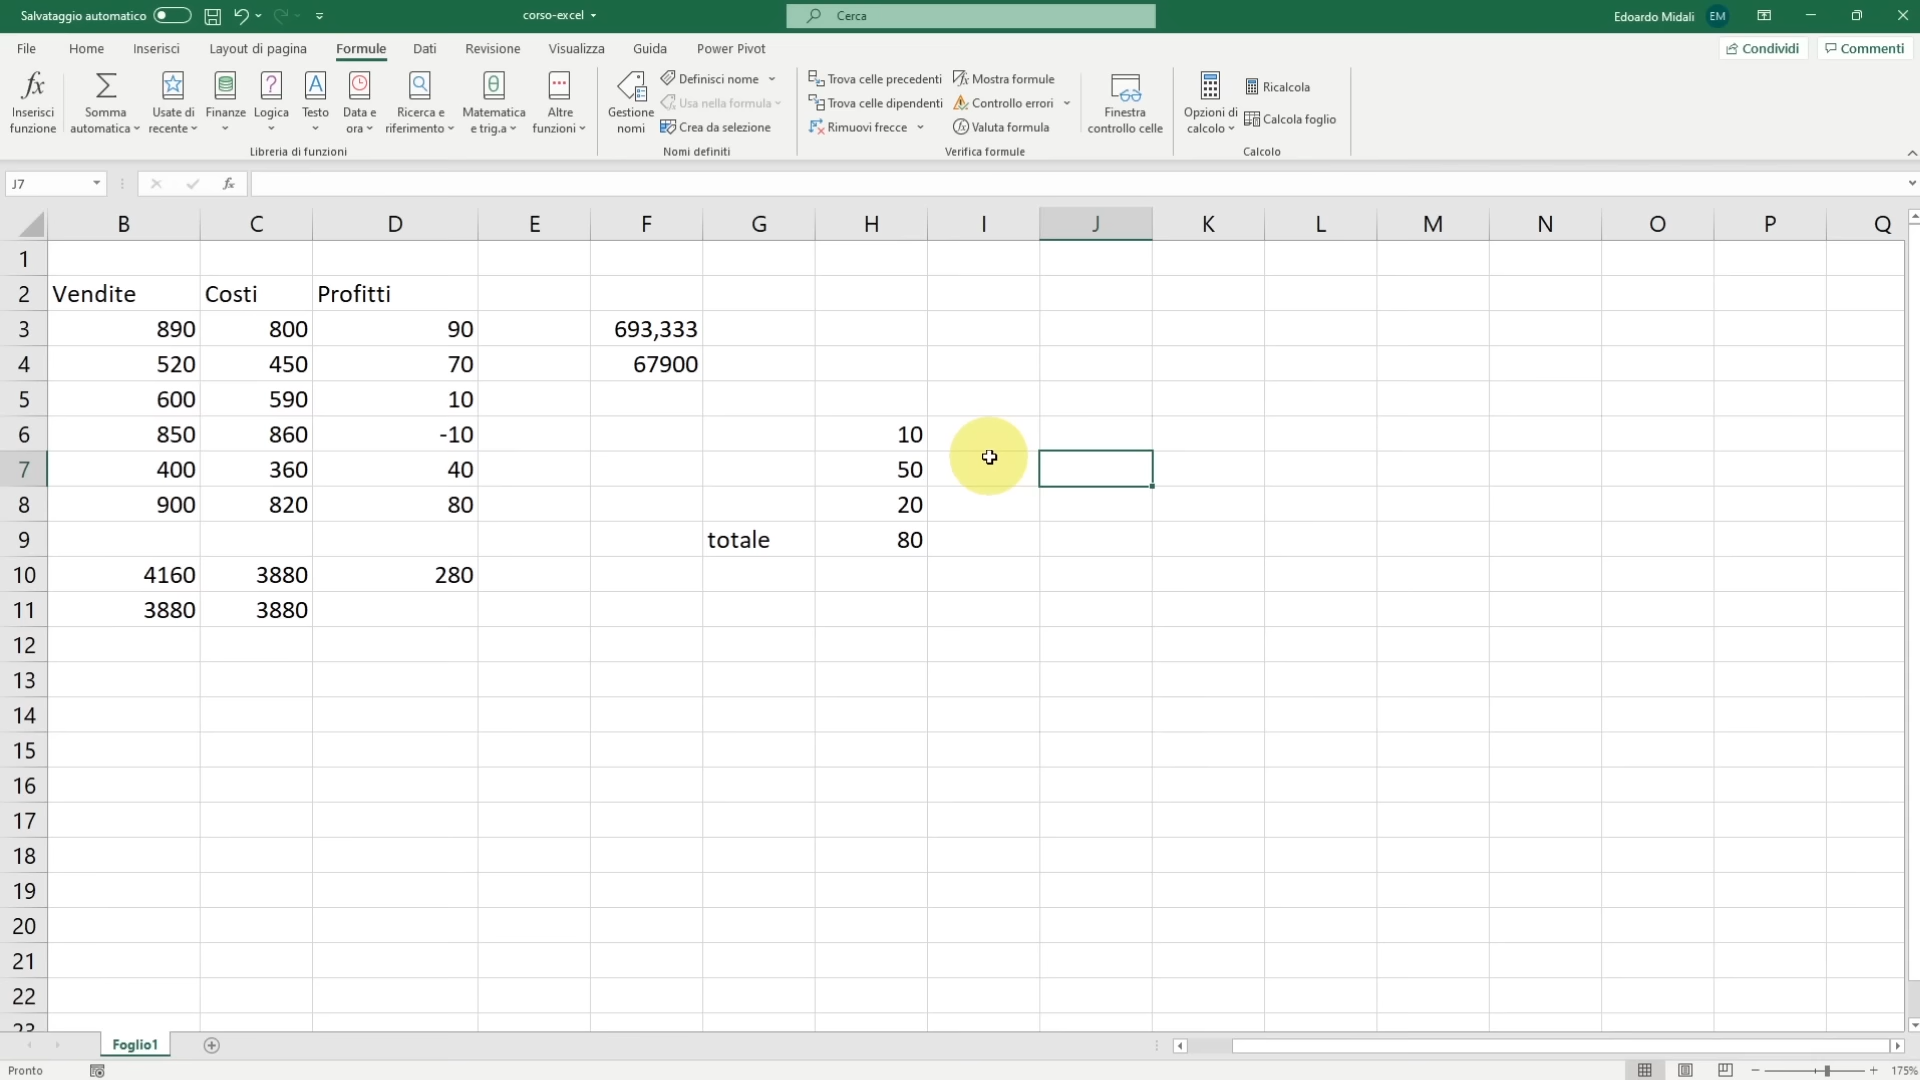 Salvataggio automatico
corso-excel
Cerca
Edoardo Midali EM
File Home Inserisci Layout di pagina Formule Dati Revisione Visualizza Guida Power Pivot Condividi Commenti
Inserisci funzione
Somma automatica
Usate di recente
Finanze
Logica
Testo
Data e ora
Ricerca e riferimento
Matematica e trig.a
Altre funzioni
Libreria di funzioni
Gestione nomi
Definisci nome
Usa nella formula
Crea da selezione
Nomi definiti
Trova celle precedenti
Trova celle dipendenti
Rimuovi frecce
Mostra formule
Controllo errori
Valuta formula
Verifica formule
Finestra controllo celle
Opzioni di calcolo
Ricalcola
Calcola foglio
Calcolo
J7 fx
B C D E F G H I J K L M N O P Q
1
2 Vendite Costi Profitti
3 890 800 90 693,333
4 520 450 70 67900
5 600 590 10
6 850 860 -10 10
7 400 360 40 50
8 900 820 80 20
9 totale 80
10 4160 3880 280
11 3880 3880
12
13
14
15
16
17
18
19
20
21
22
23
Foglio1
Pronto
175%